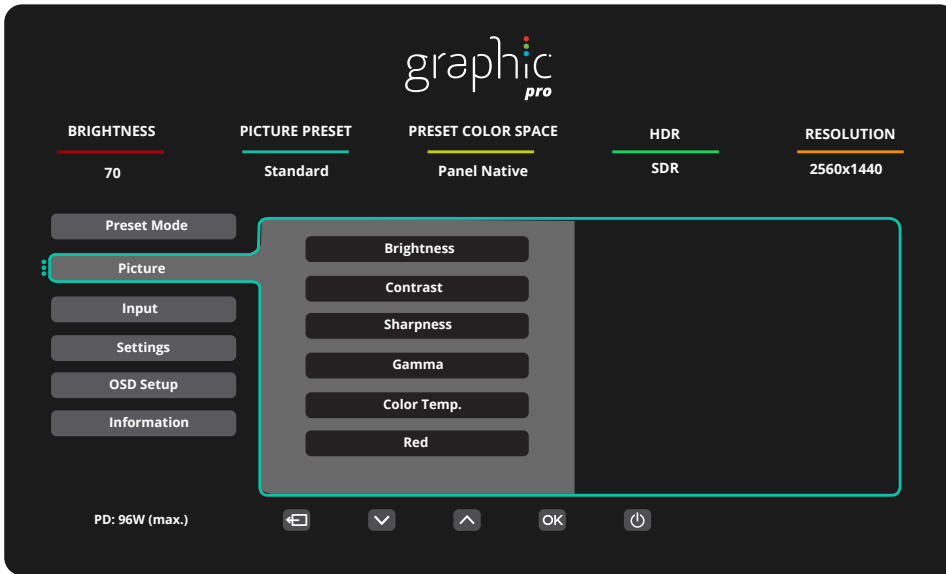 graphic
pro
BRIGHTNESS PICTURE PRESET PRESET COLOR SPACE HDR RESOLUTION
70 Standard Panel Native SDR 2560x1440
Preset Mode
Picture
Input
Settings
OSD Setup
Information
Brightness
Contrast
Sharpness
Gamma
Color Temp.
Red
PD: 96W (max.)
OK